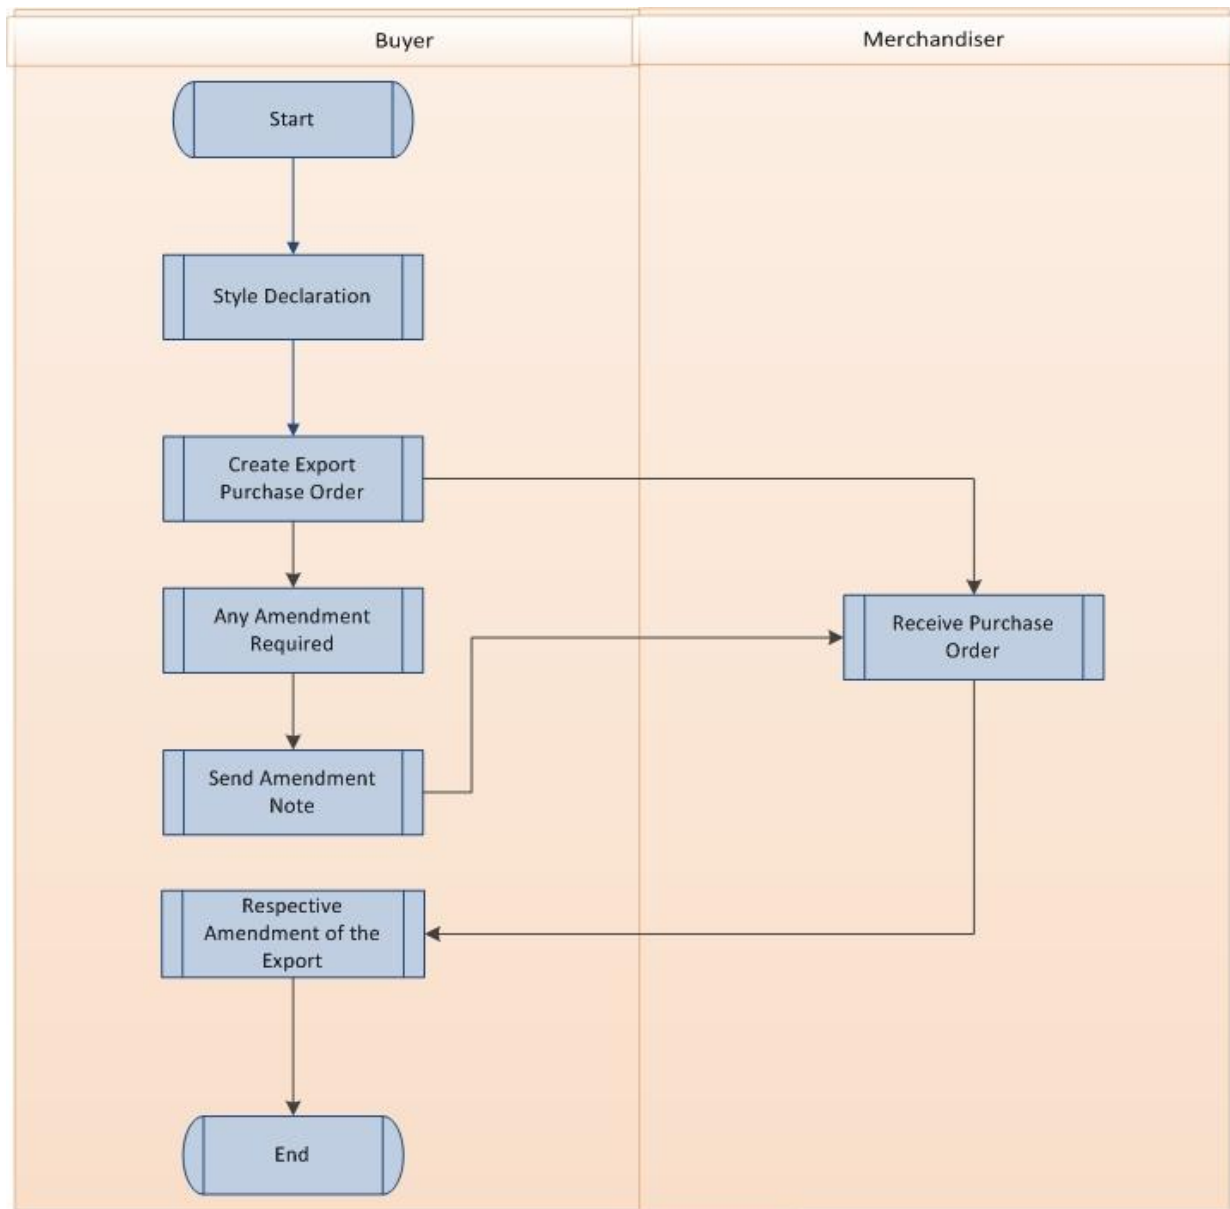 Buyer
Merchandiser
Start
Style Declaration
Create Export
Purchase Order
Any Amendment
Required
Receive Purchase
Order
Send Amendment
Note
Respective
Amendment of the
Export
End